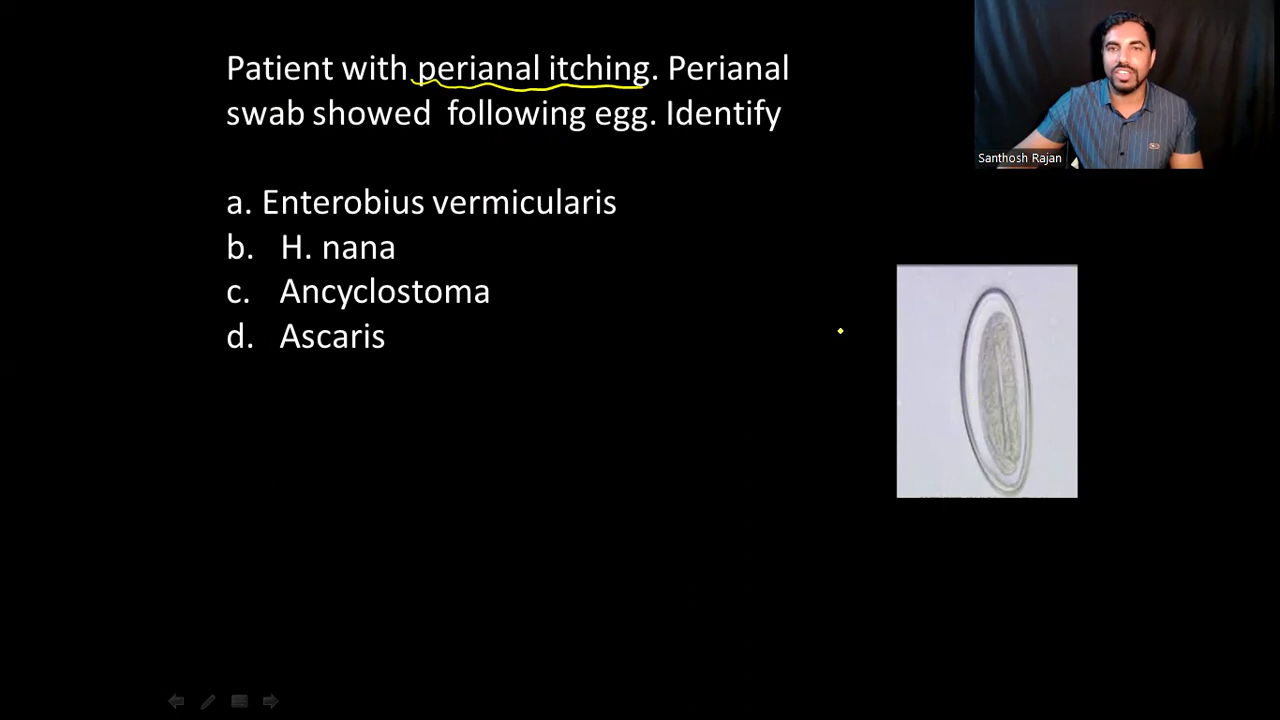 Patient with perianal itching. Perianal
swab showed following egg. Identify
a. Enterobius vermicularis
b. H. nana
c. Ancyclostoma
d. Ascaris
Santhosh Rajan